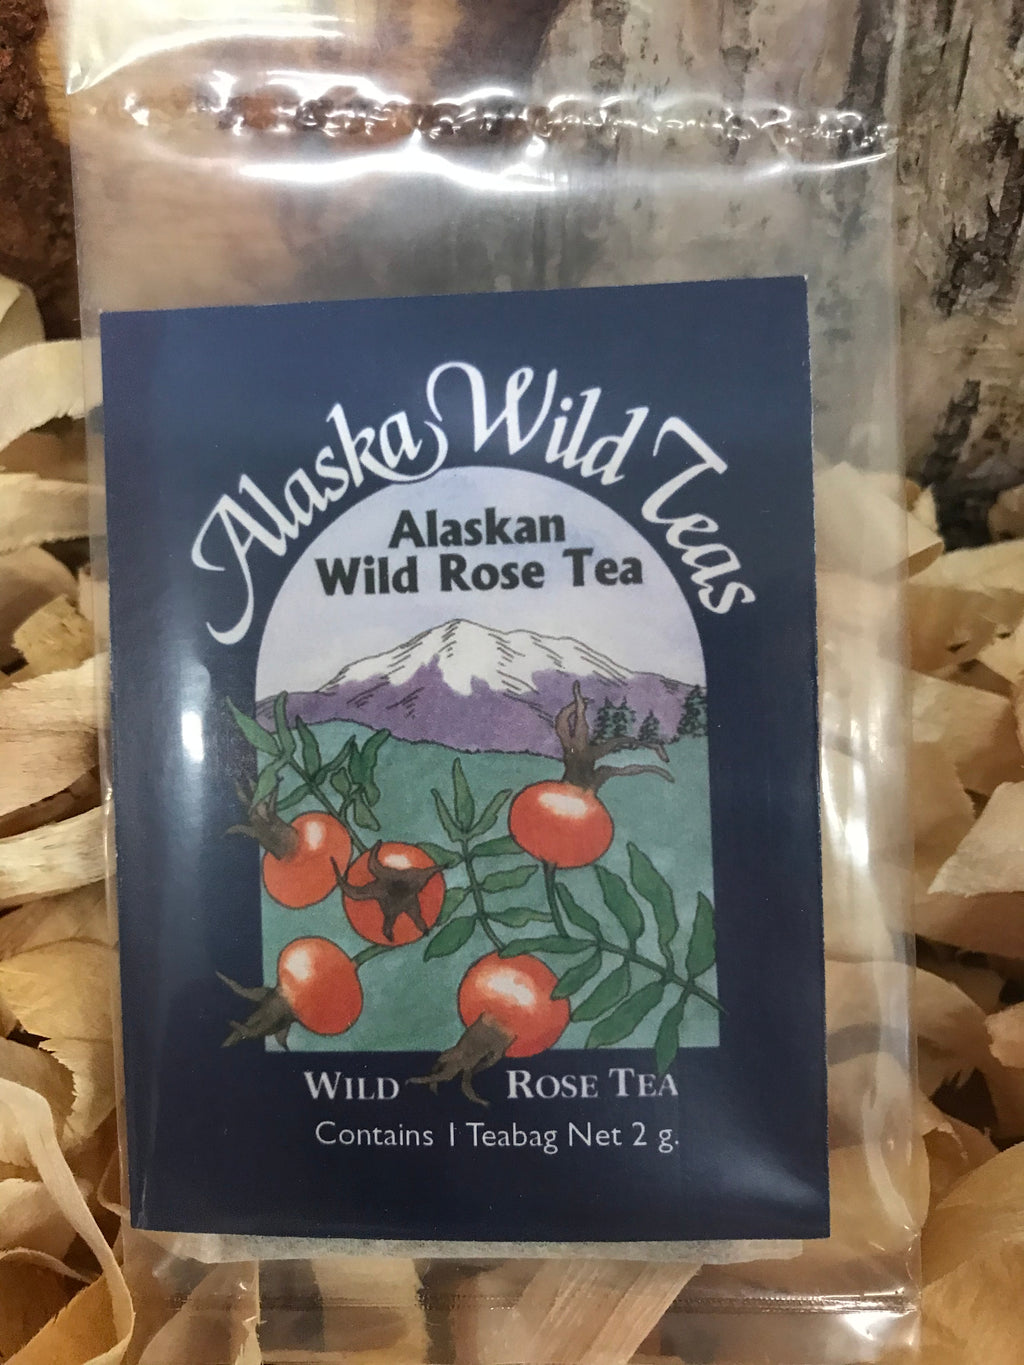 Alaska Wild Teas
Alaskan
Wild Rose Tea
WILD ROSE TEA
Contains 1 Teabag Net 2 g.